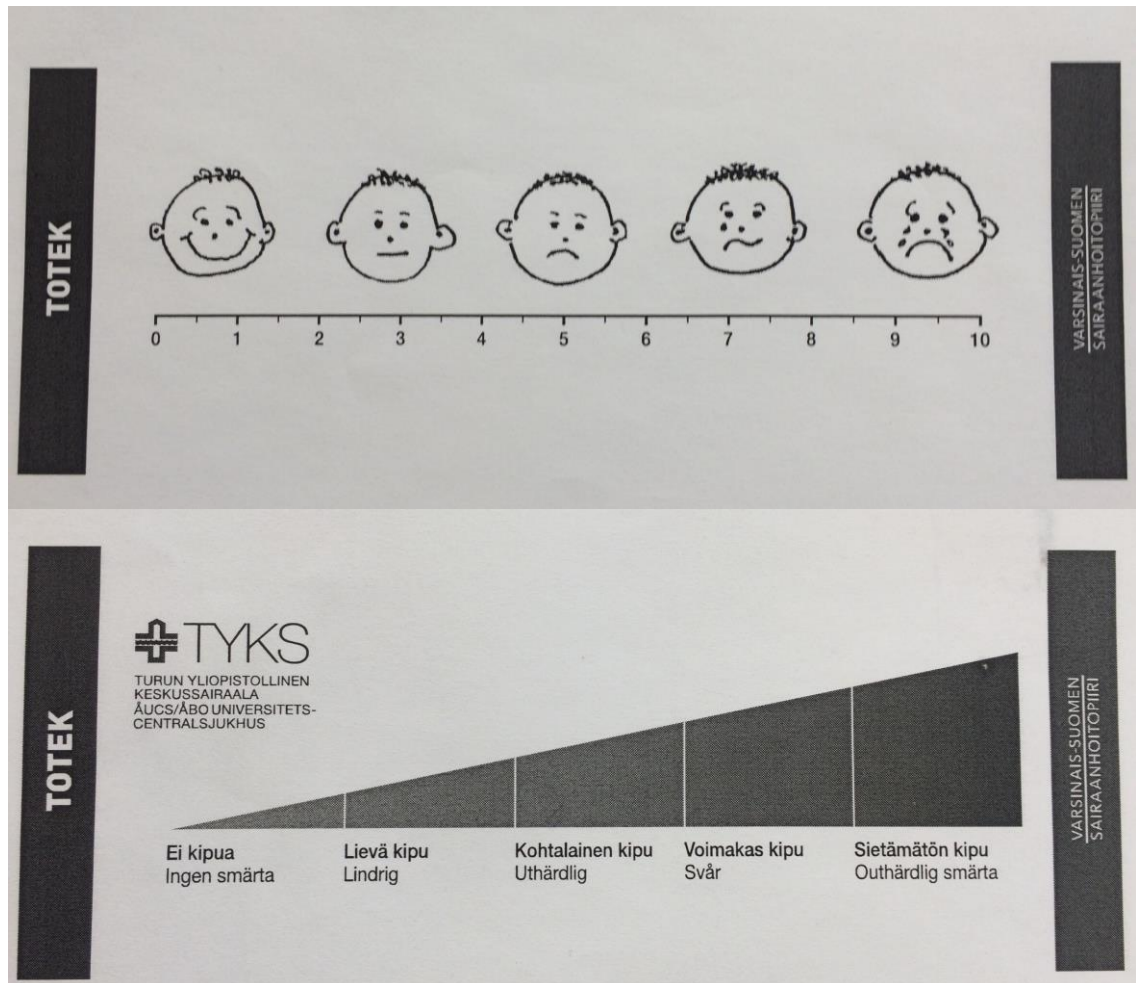 TOTEK
0 1 2 3 4 5 6 7 8 9 10
VARSINAIS-SUOMEN
SAIRAANHOITOPIIRI
TOTEK
TYKS
TURUN YLIOPISTOLLINEN
KESKUSSAIRAALA
ÅUCS/ÅBO UNIVERSITETS-
CENTRALSJUKHUS
Ei kipua
Ingen smärta
Lievä kipu
Lindrig
Kohtalainen kipu
Uthärdlig
Voimakas kipu
Svår
Sietämätön kipu
Outhärdlig smärta
VARSINAIS-SUOMEN
SAIRAANHOITOPIIRI